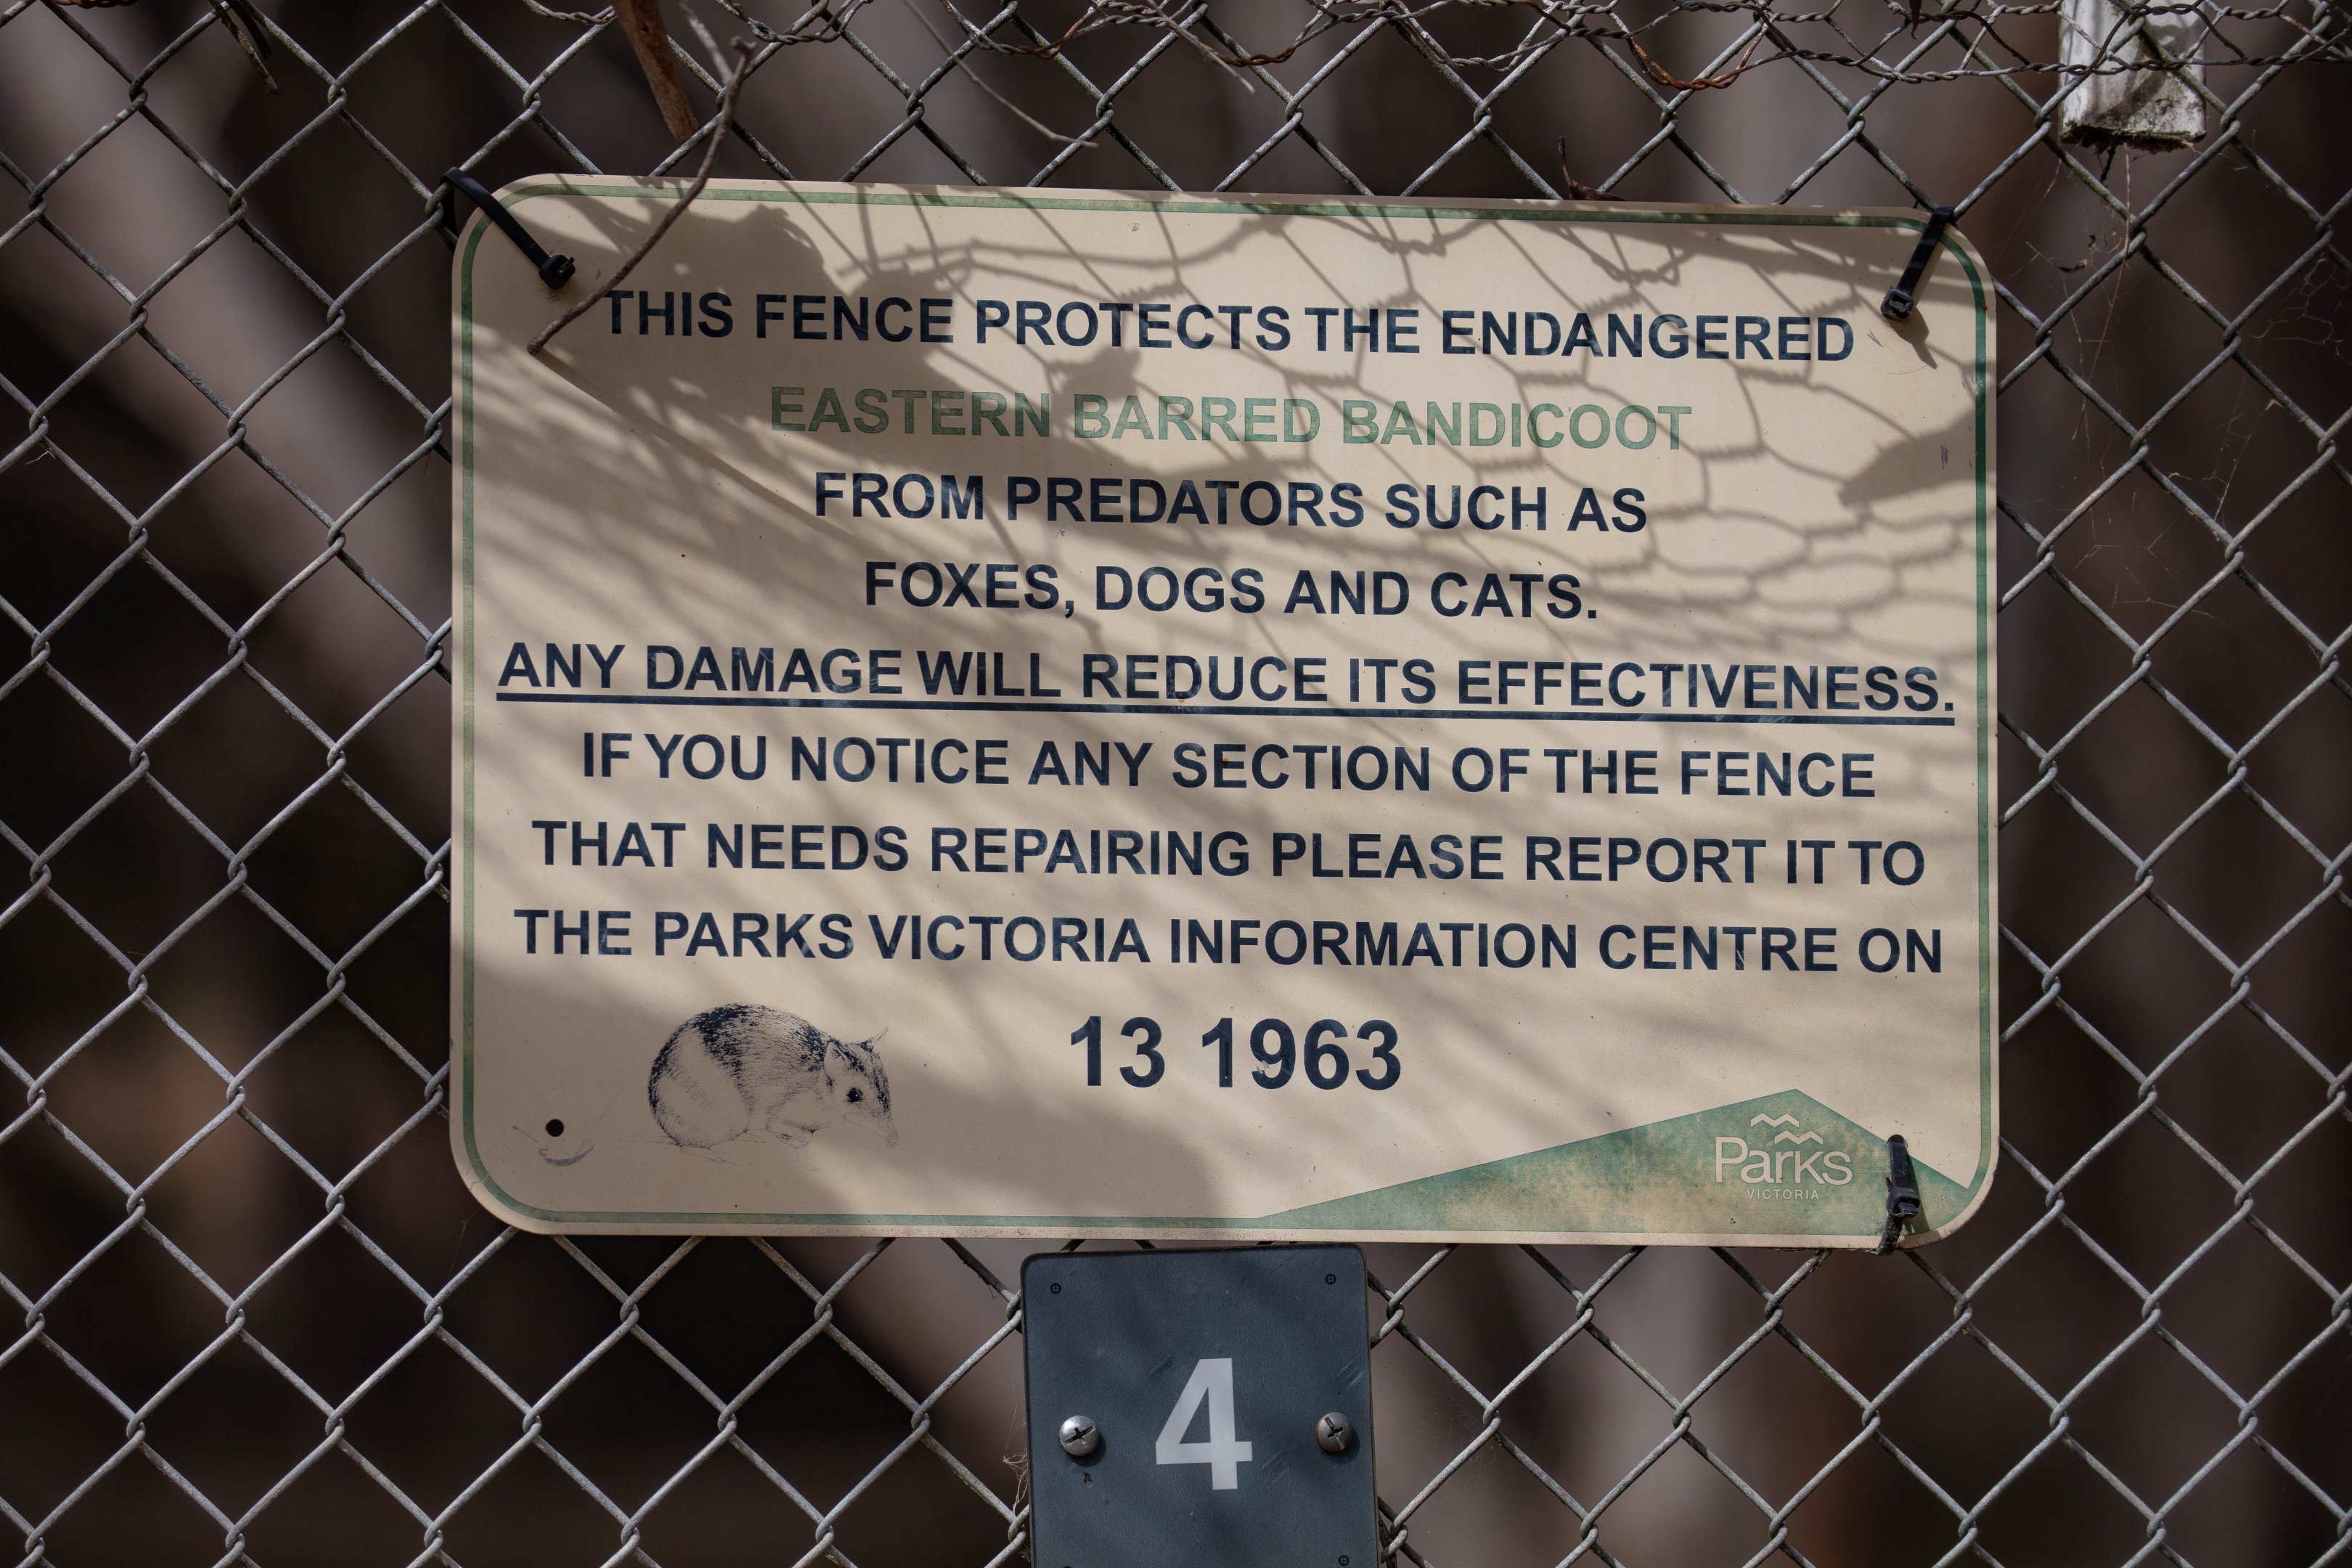 THIS FENCE PROTECTS THE ENDANGERED
EASTERN BARRED BANDICOOT
FROM PREDATORS SUCH AS
FOXES, DOGS AND CATS.
ANY DAMAGE WILL REDUCE ITS EFFECTIVENESS.
IF YOU NOTICE ANY SECTION OF THE FENCE
THAT NEEDS REPAIRING PLEASE REPORT IT TO
THE PARKS VICTORIA INFORMATION CENTRE ON
13 1963
Parks
VICTORIA
4